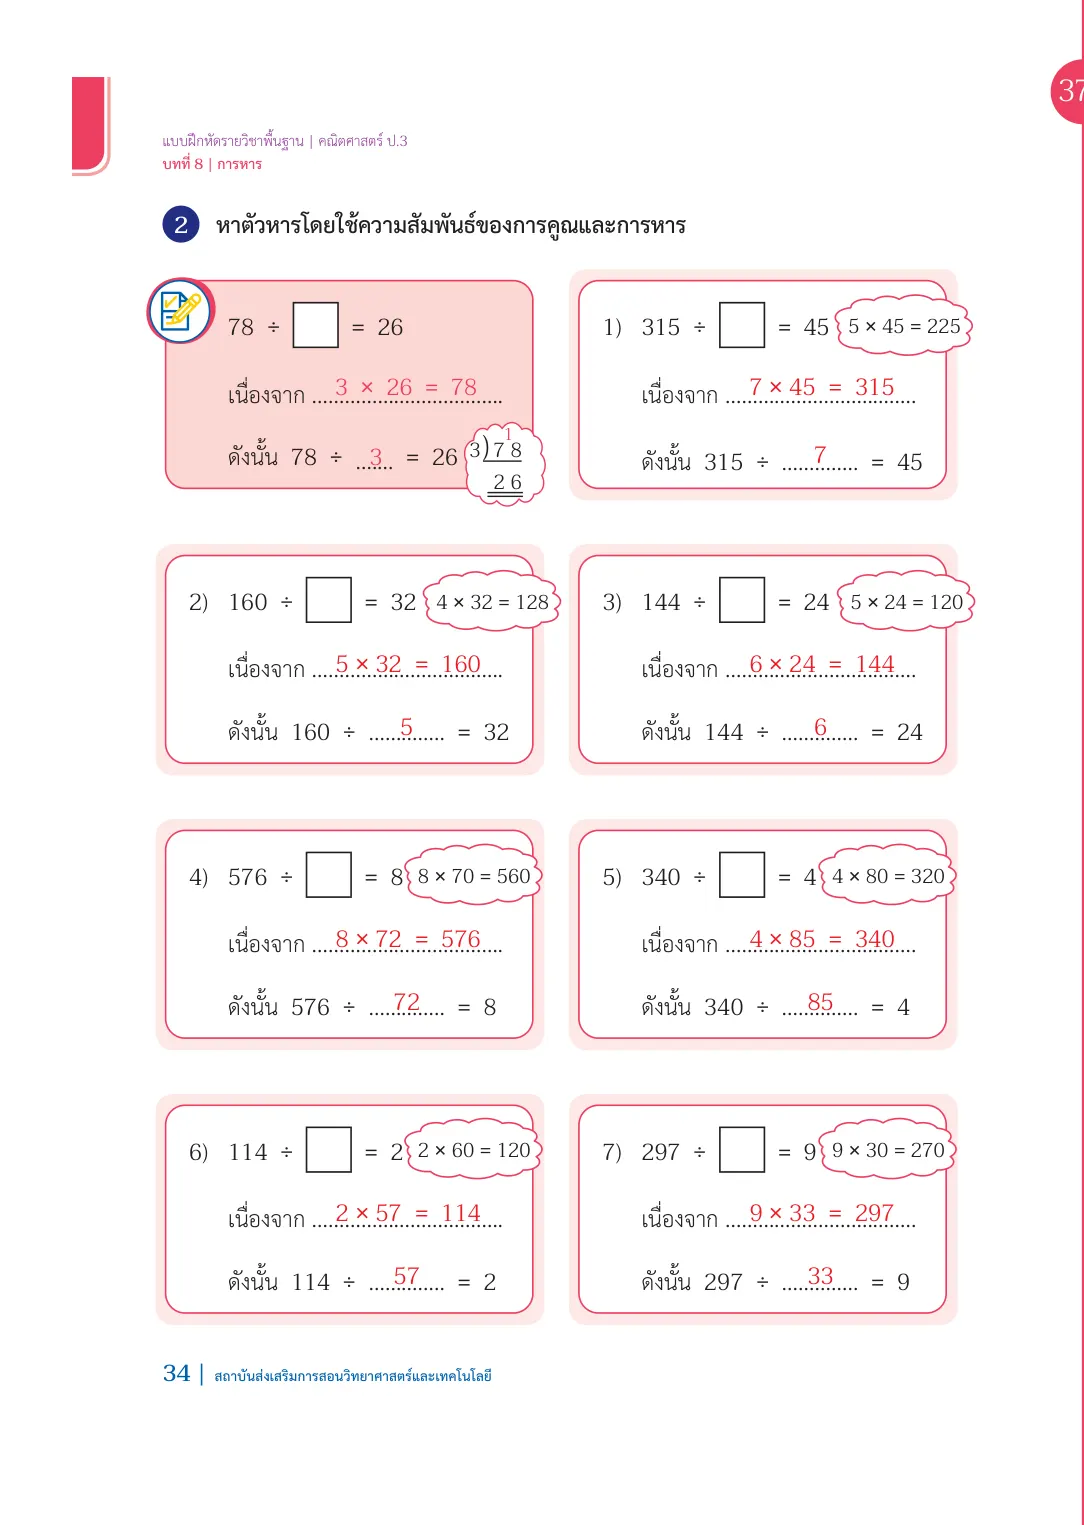 37
แบบฝึกหัดรายวิชาพื้นฐาน | คณิตศาสตร์ ป.3
บทที่ 8 | การหาร
2 หาตัวหารโดยใช้ความสัมพันธ์ของการคูณและการหาร
78 ÷ = 26
เนื่องจาก 3 × 26 = 78
ดังนั้น 78 ÷ 3 = 26
1
3 7 8
2 6
1) 315 ÷ = 45 5 × 45 = 225
เนื่องจาก 7 × 45 = 315
ดังนั้น 315 ÷ 7 = 45
2) 160 ÷ = 32 4 × 32 = 128
เนื่องจาก 5 × 32 = 160
ดังนั้น 160 ÷ 5 = 32
3) 144 ÷ = 24 5 × 24 = 120
เนื่องจาก 6 × 24 = 144
ดังนั้น 144 ÷ 6 = 24
4) 576 ÷ = 8 8 × 70 = 560
เนื่องจาก 8 × 72 = 576
ดังนั้น 576 ÷ 72 = 8
5) 340 ÷ = 4 4 × 80 = 320
เนื่องจาก 4 × 85 = 340
ดังนั้น 340 ÷ 85 = 4
6) 114 ÷ = 2 2 × 60 = 120
เนื่องจาก 2 × 57 = 114
ดังนั้น 114 ÷ 57 = 2
7) 297 ÷ = 9 9 × 30 = 270
เนื่องจาก 9 × 33 = 297
ดังนั้น 297 ÷ 33 = 9
34 | สถาบันส่งเสริมการสอนวิทยาศาสตร์และเทคโนโลยี